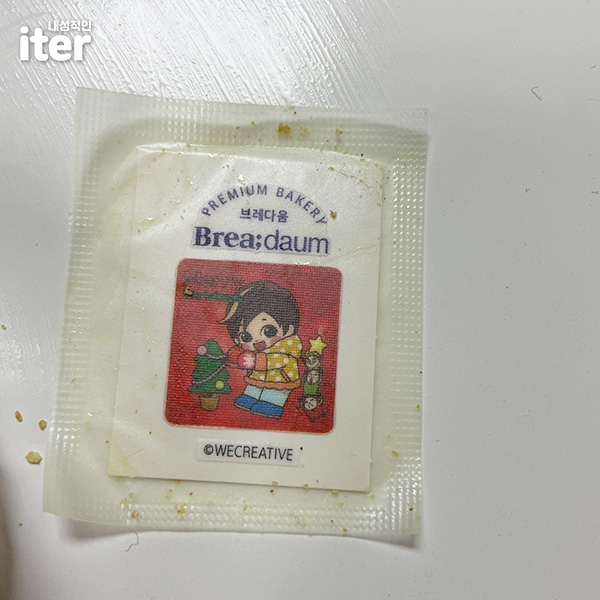 내성적인
iter
PREMIUM BAKERY
브레다움
Brea;daum
©WECREATIVE